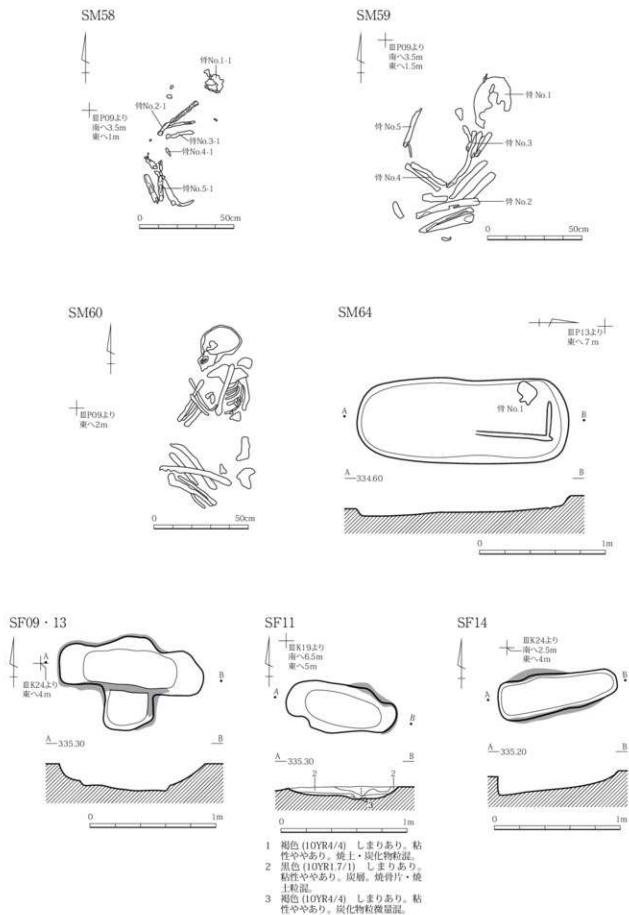 SM58
骨No.1-1
ⅢP09より
南へ3.5m
東へ1m
骨No.2-1
骨No.3-1
骨No.4-1
骨No.5-1
0 50cm
SM59
ⅢP09より
南へ3.5m
東へ1.5m
骨No.1
骨No.5
骨No.3
骨No.4
骨No.2
0 50cm
SM60
ⅢP09より
東へ2m
0 50cm
SM64
ⅢP13より
東へ7m
骨No.1
A B
A 334.60 B
0 1m
SF09・13
ⅢK24より
東へ4m
A B
A 335.30 B
0 1m
SF11
ⅢK19より
南へ6.5m
東へ5m
A B
A 335.30 B
2 1 2
3
0 1m
1 褐色(10YR4/4) しまりあり。粘
性ややあり。焼土・炭化物粒混。
2 黒色(10YR1.7/1) しまりあり。
粘性ややあり。炭層。焼骨片・焼
土粒混。
3 褐色(10YR4/4) しまりあり。粘
性ややあり。炭化物粒微量混。
SF14
ⅢK24より
南へ2.5m
東へ4m
A B
A 335.20 B
0 1m